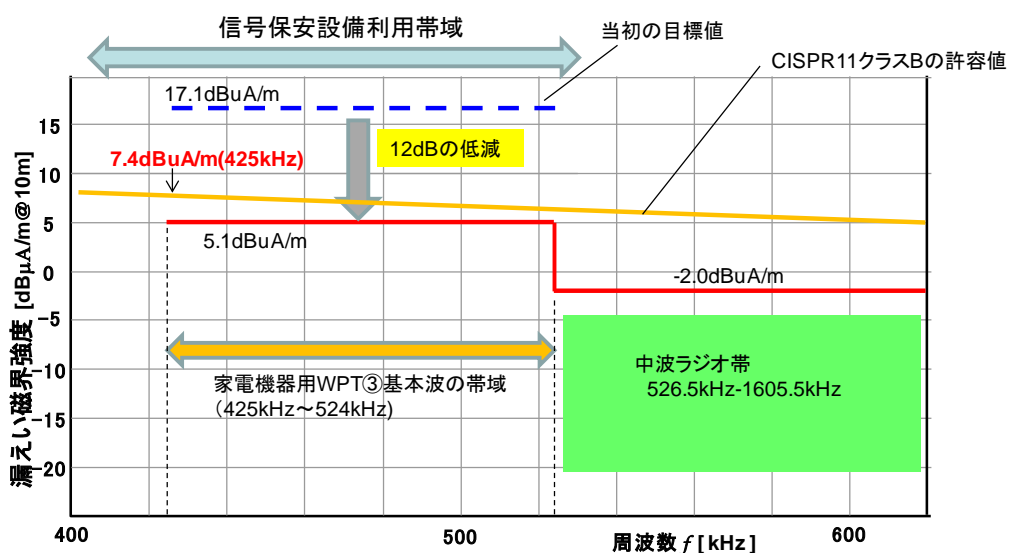 信号保安設備利用帯域
当初の目標値
CISPR11クラスBの許容値
17.1dBuA/m
12dBの低減
7.4dBuA/m(425kHz)
5.1dBuA/m
-2.0dBuA/m
家電機器用WPT③基本波の帯域
（425kHz～524kHz)
中波ラジオ帯
526.5kHz-1605.5kHz
漏えい磁界強度 [dBμA/m@10m]
15
10
5
0
-5
-10
-15
-20
400
500
600
周波数 f [ kHz]